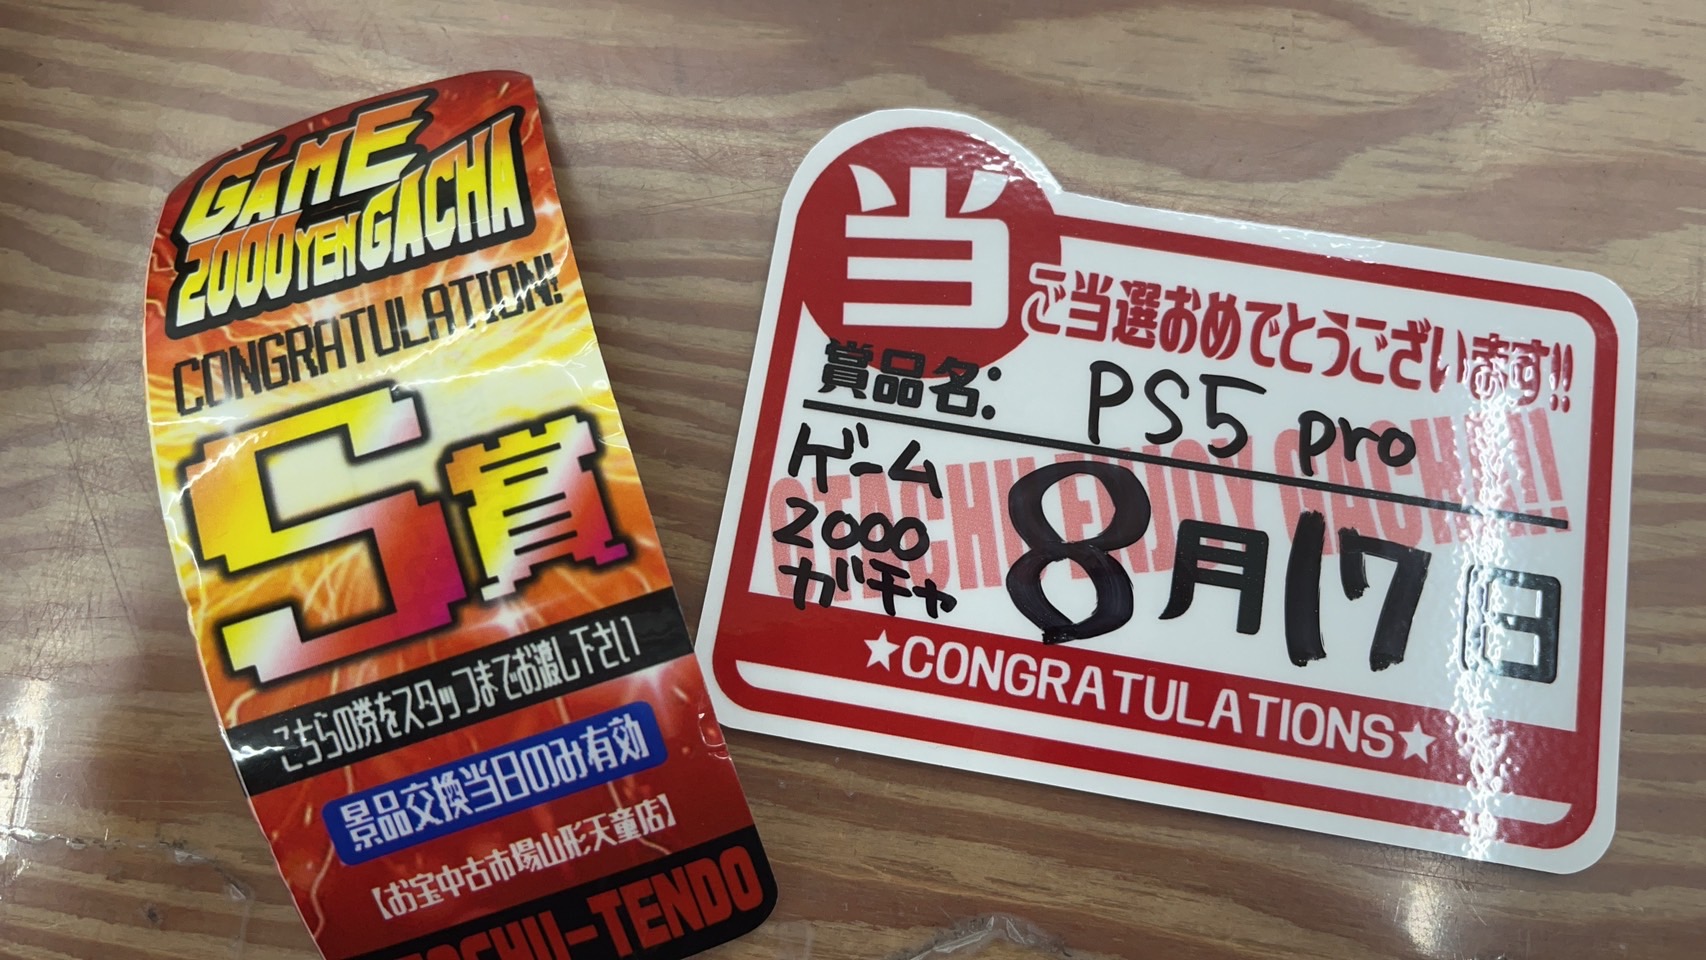 GAME
2000YEN GACHA
CONGRATULATION!
S賞
こちらの券をスタッフまでお渡し下さい
景品交換当日のみ有効
【お宝中古市場山形天童店】
-TENDO
当
ご当選おめでとうございます!!
賞品名: PS5 pro
ゲーム
2000
ガチャ
8月17日
ENJOY GACHA!!!
★CONGRATULATIONS★